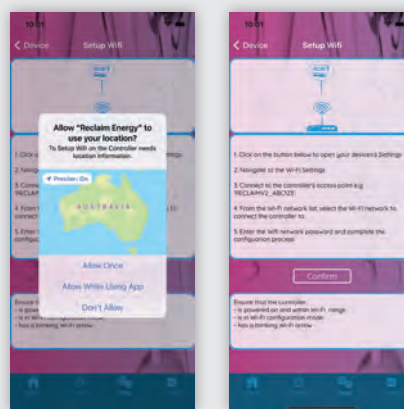 10:01
< Device Setup Wifi
Allow "Reclaim Energy" to
use your location?
To Setup Wifi on the Controller needs
location information.
Precise: On
AUSTRALIA
Allow Once
Allow While Using App
Don't Allow
10:01
< Device Setup Wifi
1. Click on the button below to open your device's Settings
2. Navigate to the Wi-Fi Settings
3. Connect to the controller's access point e.g.
4. From the Wi-Fi network list, select the Wi-Fi network to
connect the controller to.
5. Enter the Wifi network password and complete the
configuration process
Confirm
Ensure that the controller:
- is powered on and within Wi-Fi range
- is in Wi-Fi configuration mode
- has a blinking Wi-Fi arrow